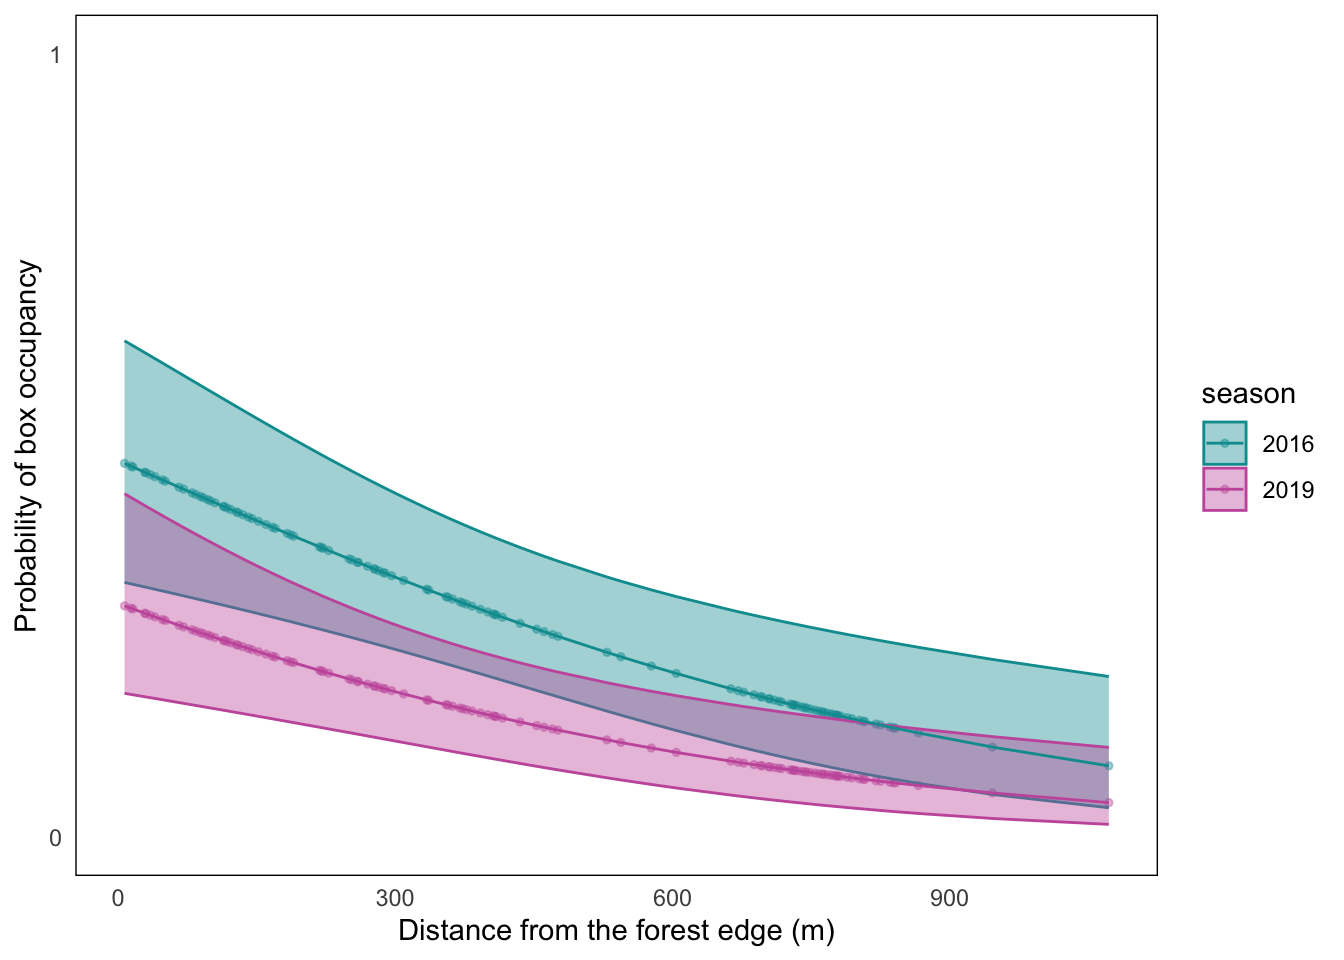 1
0
Probability of box occupancy
0 300 600 900
Distance from the forest edge (m)
season
2016
2019